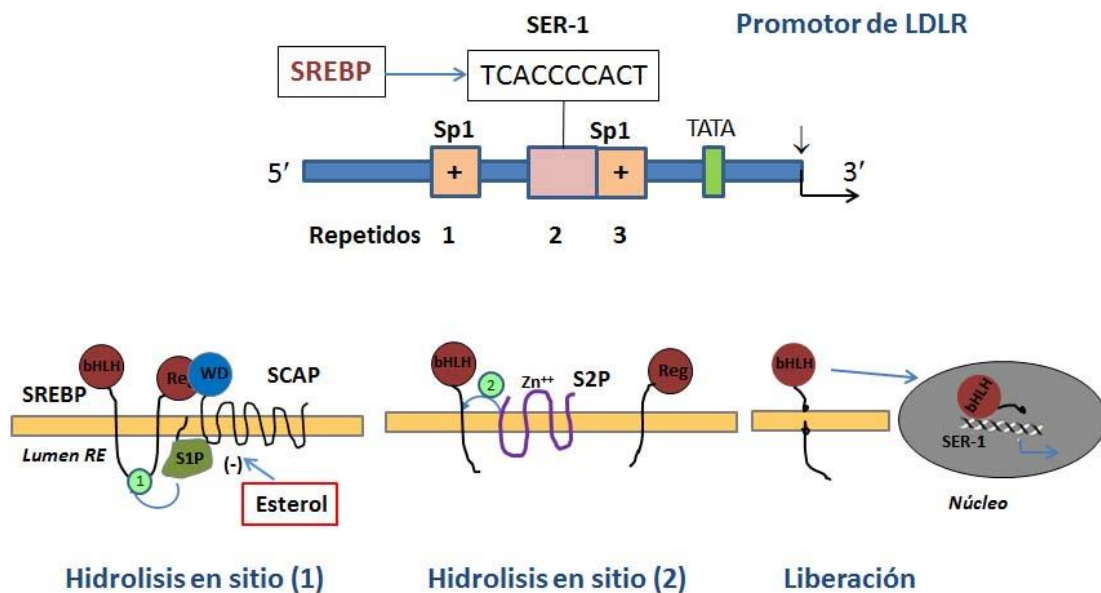 SER-1
Promotor de LDLR
SREBP
TCACCCCACT
Sp1
Sp1
TATA
5′
+
+
3′
Repetidos 1 2 3
bHLH
Reg
WD
SREBP
SCAP
Lumen RE
S1P
1
(-)
Esterol
bHLH
2
Zn⁺⁺
S2P
Reg
bHLH
bHLH
SER-1
Núcleo
Hidrolisis en sitio (1)
Hidrolisis en sitio (2)
Liberación